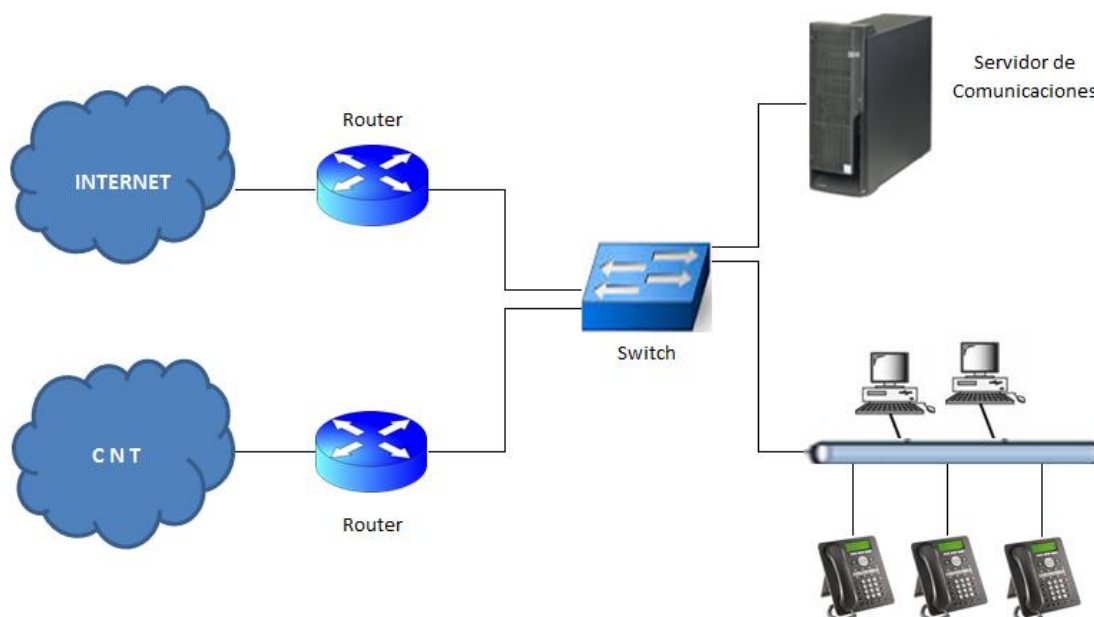 Servidor de
Comunicaciones
Router
INTERNET
Switch
C N T
Router